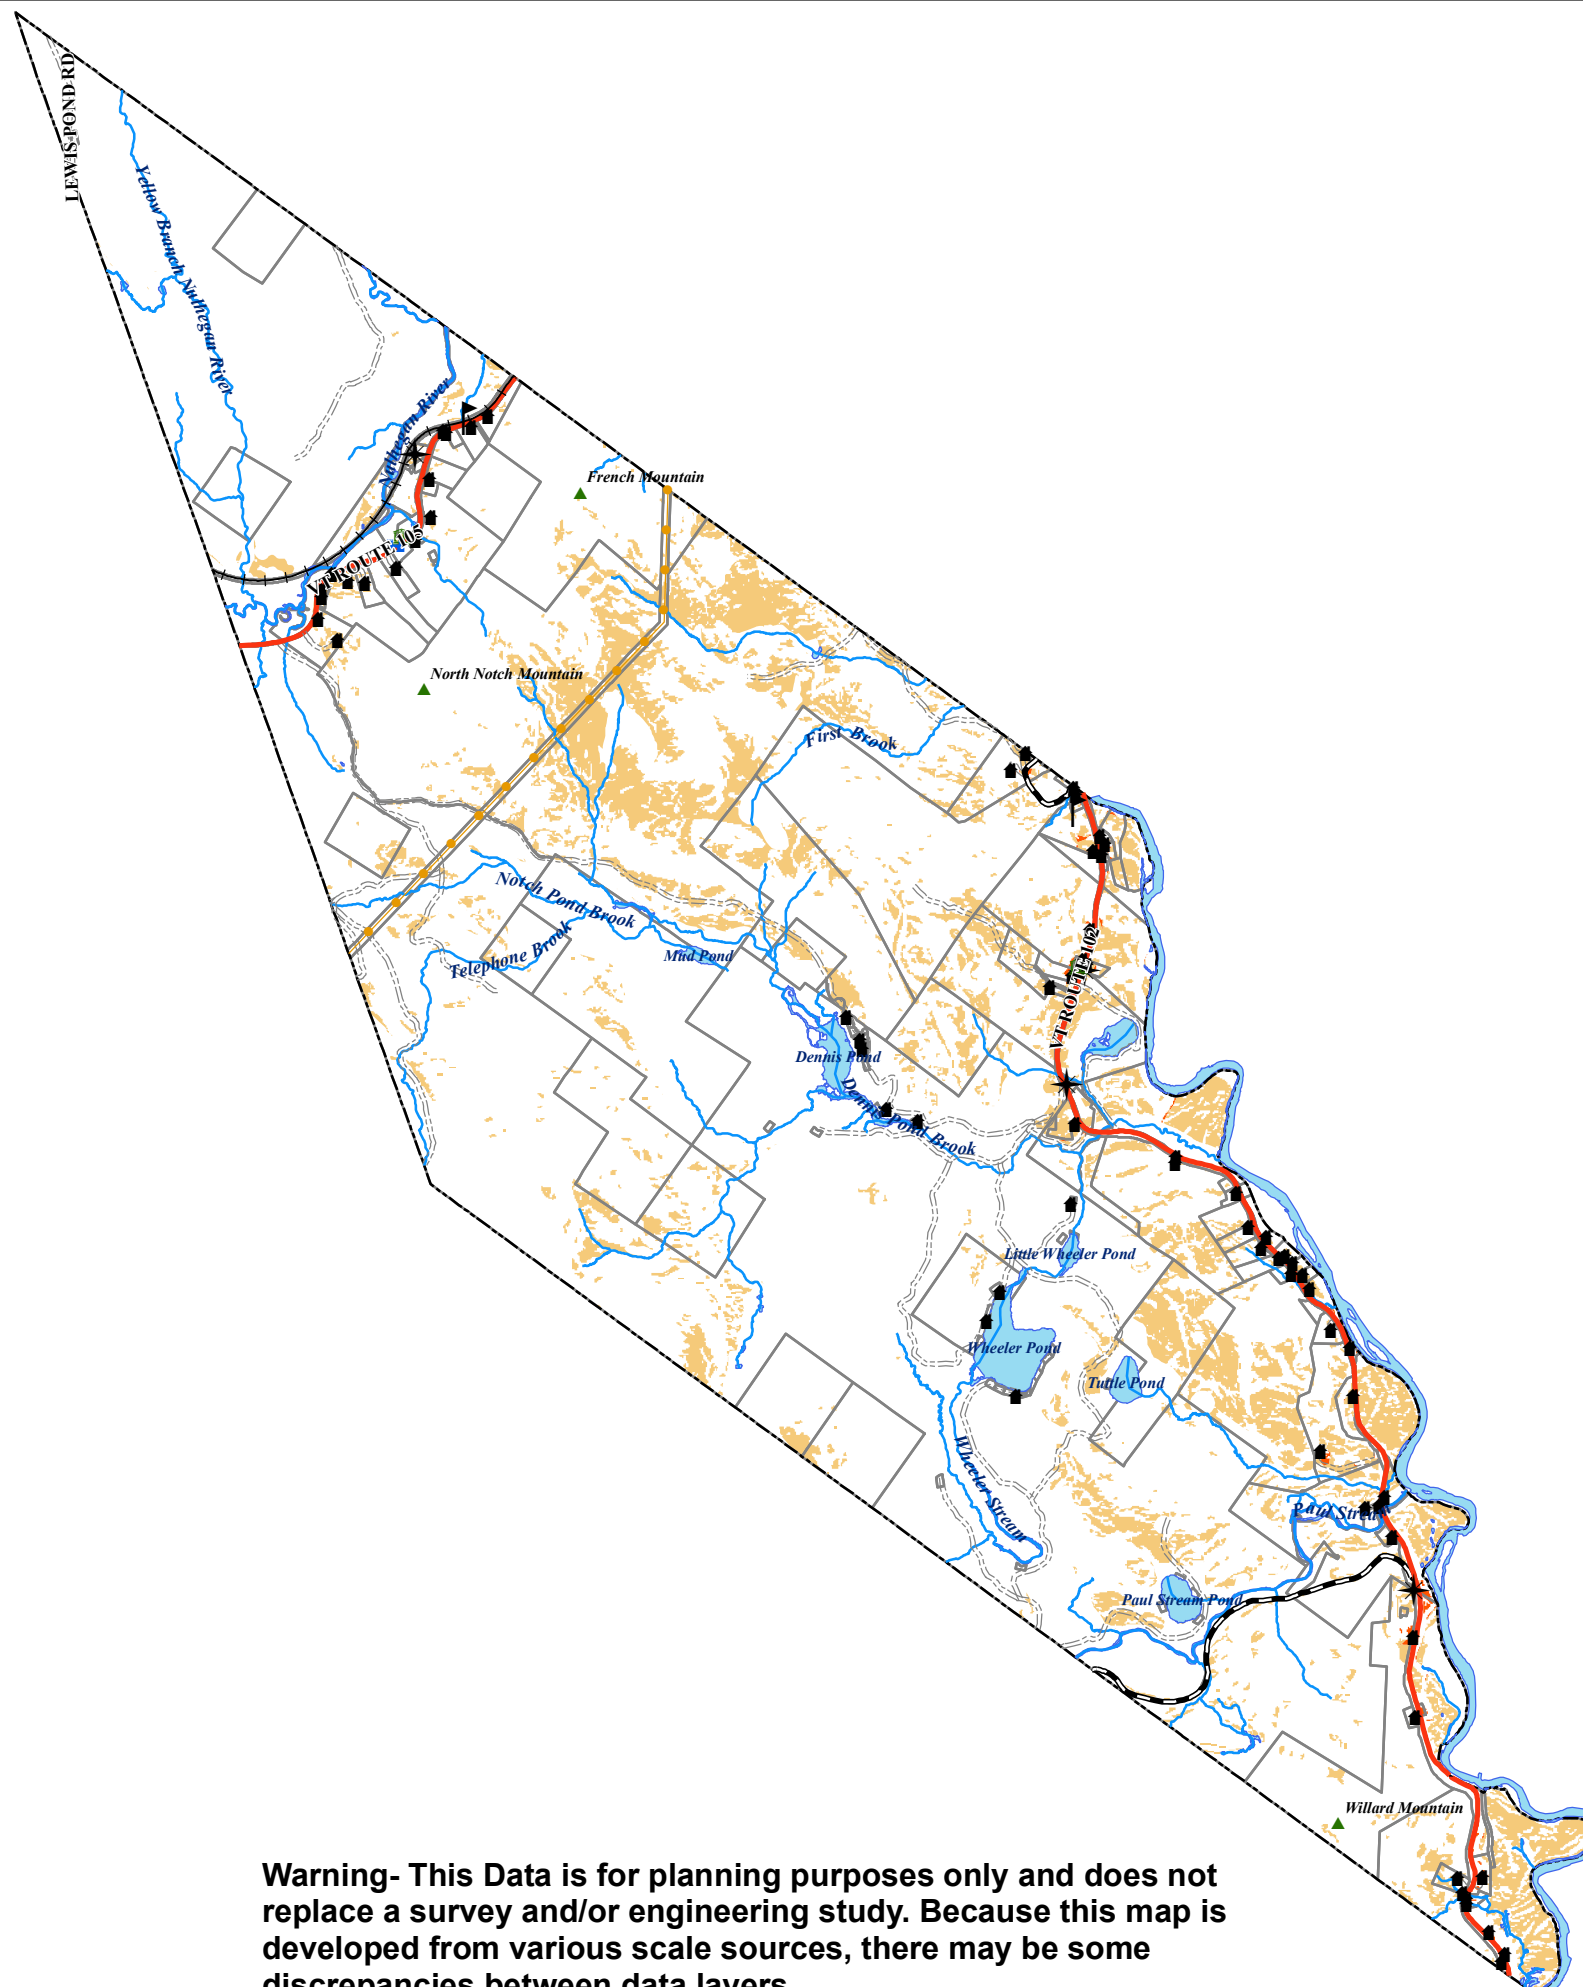 LEWIS POND RD
Yellow Branch Nulhegan River
Nulhegan River
VT ROUTE 105
French Mountain
North Notch Mountain
First Brook
Notch Pond Brook
Telephone Brook
Mud Pond
VT ROUTE 102
Dennis Pond
Dennis Pond Brook
Little Wheeler Pond
Wheeler Pond
Tuttle Pond
Wheeler Stream
Paul Stream
Paul Stream Pond
Willard Mountain
Warning- This Data is for planning purposes only and does not
replace a survey and/or engineering study. Because this map is
developed from various scale sources, there may be some
discrepancies between data layers